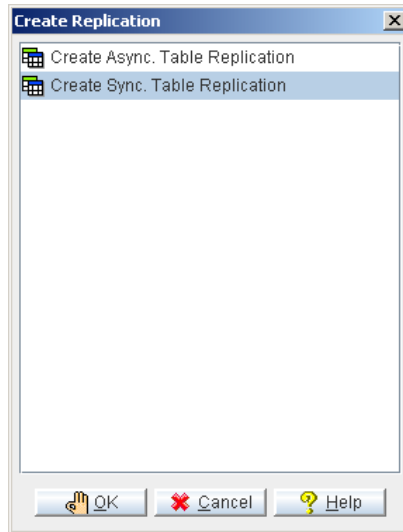 Create Replication
Create Async. Table Replication
Create Sync. Table Replication
OK Cancel Help